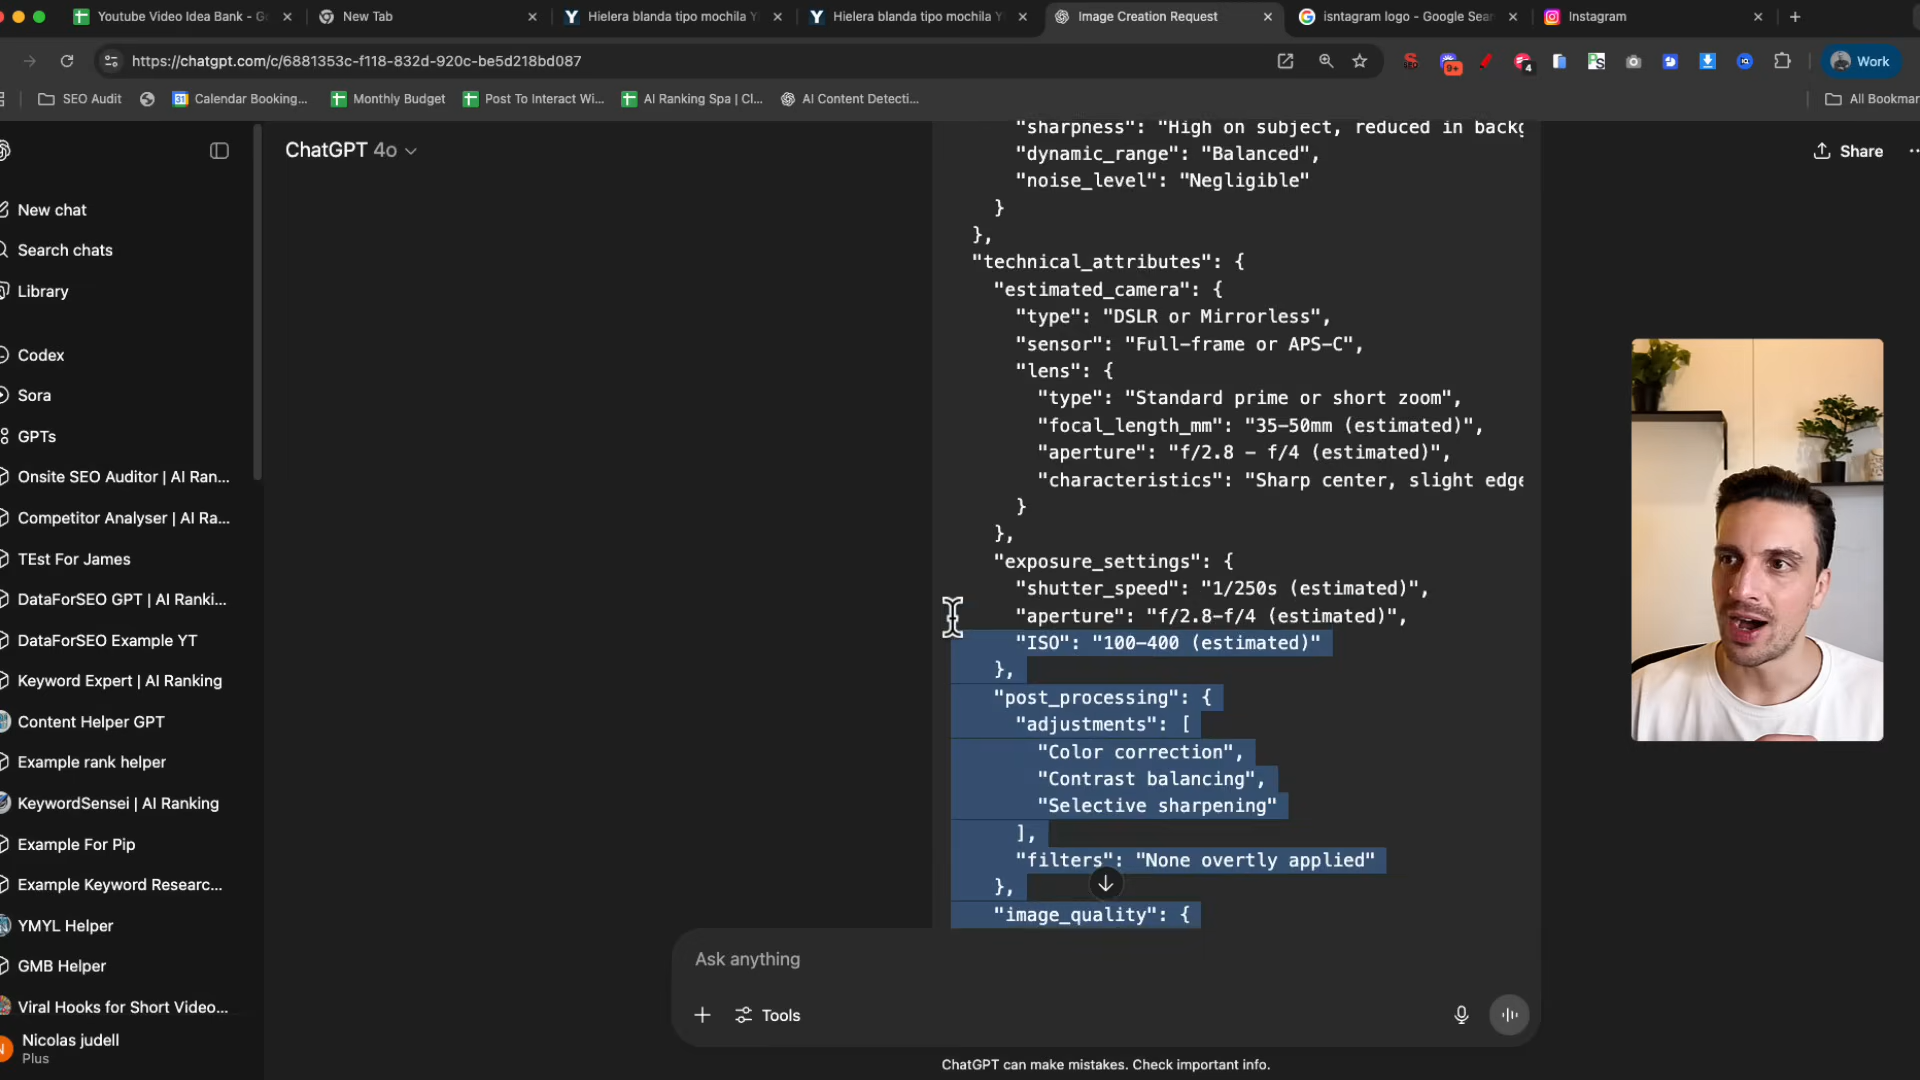 Youtube Video Idea Bank - G
New Tab
Hielera blanda tipo mochila Y
Hielera blanda tipo mochila Y
Image Creation Request
isntagram logo - Google Sear
Instagram
https://chatgpt.com/c/6881353c-f118-832d-920c-be5d218bd087
9+
4
Work
SEO Audit
Calendar Booking...
Monthly Budget
Post To Interact Wi...
AI Ranking Spa | Cl...
AI Content Detecti...
All Bookmar
ChatGPT 4o
Share
New chat
Search chats
Library
Codex
Sora
GPTs
Onsite SEO Auditor | AI Ran...
Competitor Analyser | AI Ra...
TEst For James
DataForSEO GPT | AI Ranki...
DataForSEO Example YT
Keyword Expert | AI Ranking
Content Helper GPT
Example rank helper
KeywordSensei | AI Ranking
Example For Pip
Example Keyword Researc...
YMYL Helper
GMB Helper
Viral Hooks for Short Video...
Nicolas judell
Plus
"sharpness": "High on subject, reduced in backg
"dynamic_range": "Balanced",
"noise_level": "Negligible"
}
},
"technical_attributes": {
"estimated_camera": {
"type": "DSLR or Mirrorless",
"sensor": "Full-frame or APS-C",
"lens": {
"type": "Standard prime or short zoom",
"focal_length_mm": "35–50mm (estimated)",
"aperture": "f/2.8 – f/4 (estimated)",
"characteristics": "Sharp center, slight edge
}
},
"exposure_settings": {
"shutter_speed": "1/250s (estimated)",
"aperture": "f/2.8–f/4 (estimated)",
"ISO": "100–400 (estimated)"
},
"post_processing": {
"adjustments": [
"Color correction",
"Contrast balancing",
"Selective sharpening"
],
"filters": "None overtly applied"
},
"image_quality": {
Ask anything
Tools
ChatGPT can make mistakes. Check important info.